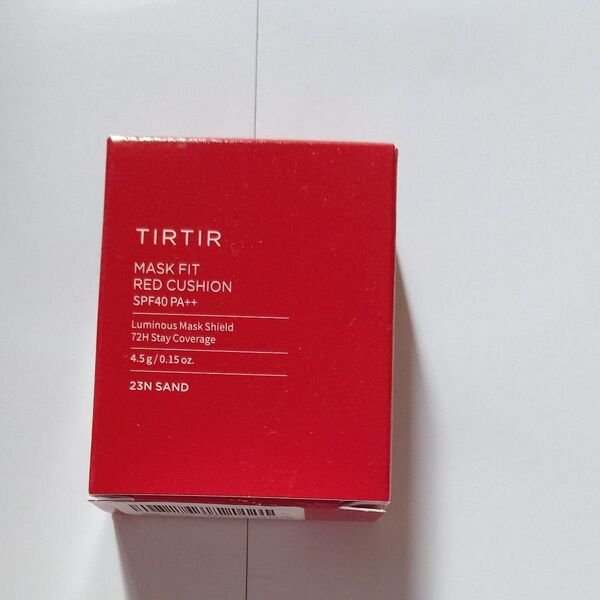 TIRTIR
MASK FIT
RED CUSHION
SPF40 PA++
Luminous Mask Shield
72H Stay Coverage
4.5 g / 0.15 oz.
23N SAND